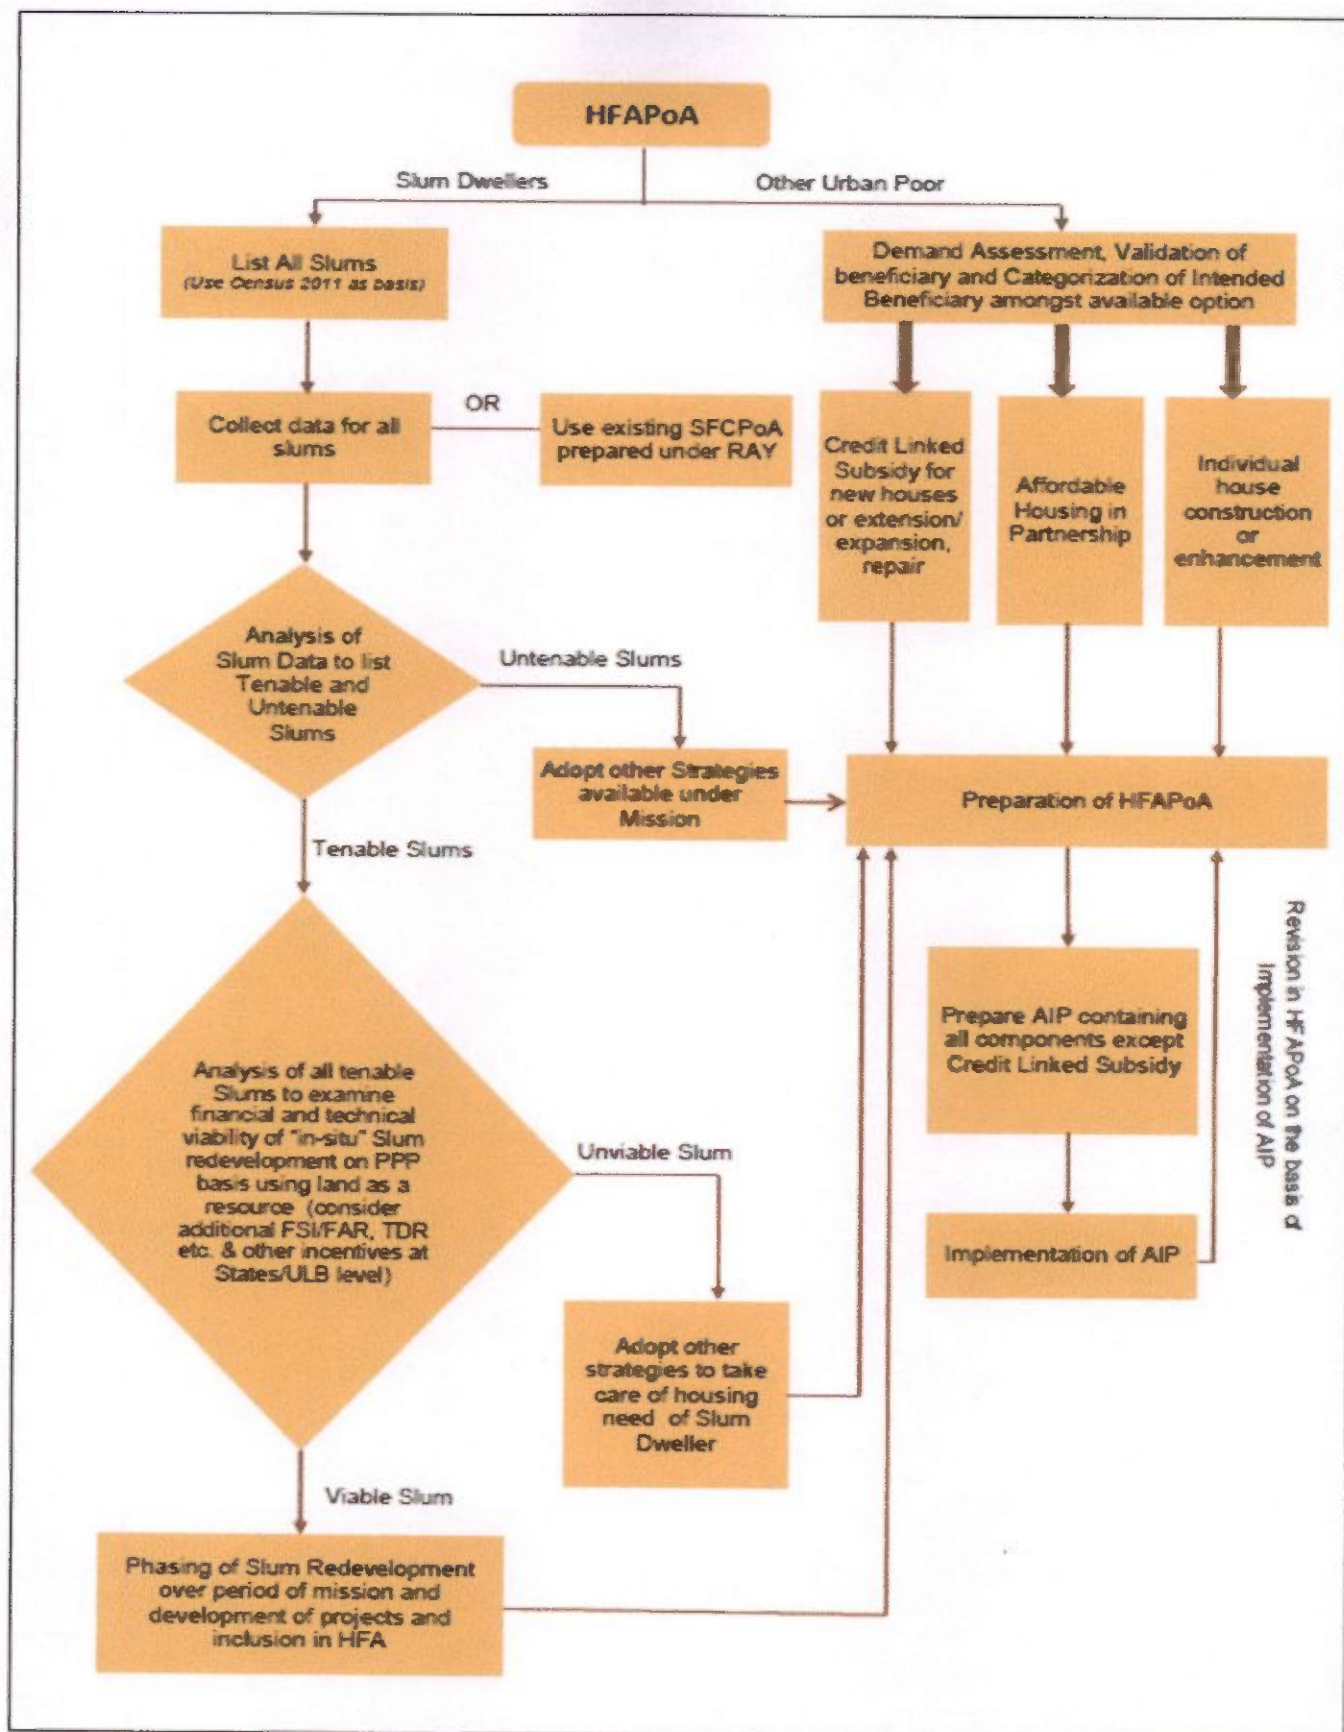 HFAPoA
Slum Dwellers
Other Urban Poor
List All Slums
(Use Census 2011 as basis)
Demand Assessment, Validation of
beneficiary and Categorization of Intended
Beneficiary amongst available option
Collect data for all
slums
OR
Use existing SFCPoA
prepared under RAY
Credit Linked
Subsidy for
new houses
or extension/
expansion,
repair
Affordable
Housing in
Partnership
Individual
house
construction
or
enhancement
Analysis of
Slum Data to list
Tenable and
Untenable
Slums
Untenable Slums
Adopt other Strategies
available under
Mission
Preparation of HFAPoA
Tenable Slums
Analysis of all tenable
Slums to examine
financial and technical
viability of "in-situ" Slum
redevelopment on PPP
basis using land as a
resource (consider
additional FSI/FAR, TDR
etc. & other incentives at
States/ULB level)
Unviable Slum
Prepare AIP containing
all components except
Credit Linked Subsidy
Revision in HFAPoA on the basis of
Implementation of AIP
Implementation of AIP
Adopt other
strategies to take
care of housing
need of Slum
Dweller
Viable Slum
Phasing of Slum Redevelopment
over period of mission and
development of projects and
inclusion in HFA